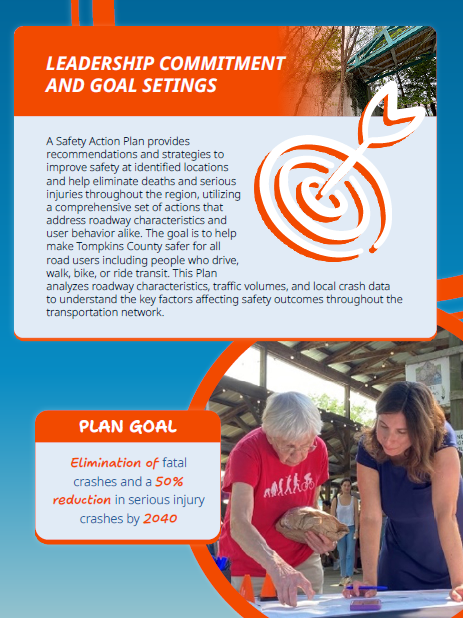 LEADERSHIP COMMITMENT
AND GOAL SETINGS
A Safety Action Plan provides
recommendations and strategies to
improve safety at identified locations
and help eliminate deaths and serious
injuries throughout the region, utilizing
a comprehensive set of actions that
address roadway characteristics and
user behavior alike. The goal is to help
make Tompkins County safer for all
road users including people who drive,
walk, bike, or ride transit. This Plan
analyzes roadway characteristics, traffic volumes, and local crash data
to understand the key factors affecting safety outcomes throughout the
transportation network.
PLAN GOAL
Elimination of fatal
crashes and a 50%
reduction in serious injury
crashes by 2040